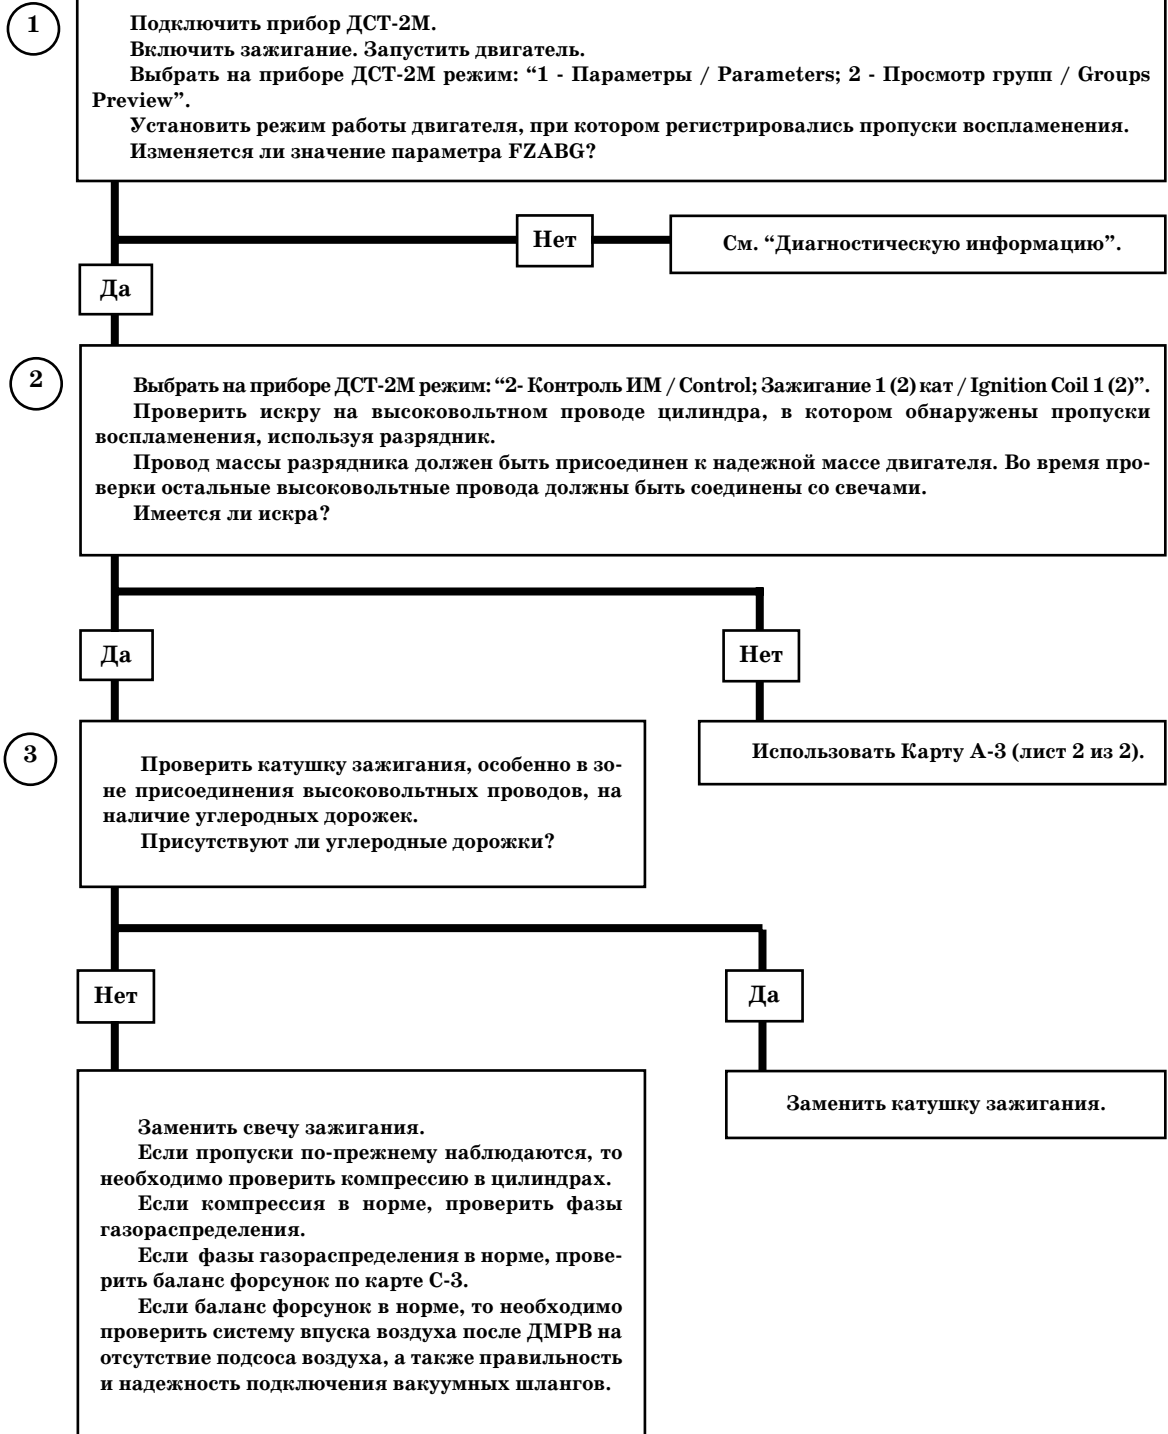 1
Подключить прибор ДСТ-2М.
Включить зажигание. Запустить двигатель.
Выбрать на приборе ДСТ-2М режим: “1 - Параметры / Parameters; 2 - Просмотр групп / Groups
Preview”.
Установить режим работы двигателя, при котором регистрировались пропуски воспламенения.
Изменяется ли значение параметра FZABG?
Нет
См. “Диагностическую информацию”.
Да
2
Выбрать на приборе ДСТ-2М режим: “2- Контроль ИМ / Control; Зажигание 1 (2) кат / Ignition Coil 1 (2)”.
Проверить искру на высоковольтном проводе цилиндра, в котором обнаружены пропуски
воспламенения, используя разрядник.
Провод массы разрядника должен быть присоединен к надежной массе двигателя. Во время про-
верки остальные высоковольтные провода должны быть соединены со свечами.
Имеется ли искра?
Да
Нет
3
Проверить катушку зажигания, особенно в зо-
не присоединения высоковольтных проводов, на
наличие углеродных дорожек.
Присутствуют ли углеродные дорожки?
Использовать Карту А-3 (лист 2 из 2).
Нет
Да
Заменить свечу зажигания.
Если пропуски по-прежнему наблюдаются, то
необходимо проверить компрессию в цилиндрах.
Если компрессия в норме, проверить фазы
газораспределения.
Если фазы газораспределения в норме, прове-
рить баланс форсунок по карте С-3.
Если баланс форсунок в норме, то необходимо
проверить систему впуска воздуха после ДМРВ на
отсутствие подсоса воздуха, а также правильность
и надежность подключения вакуумных шлангов.
Заменить катушку зажигания.